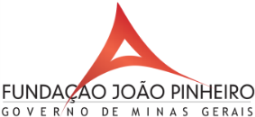 FUNDAÇÃO JOÃO PINHEIRO
GOVERNO DE MINAS GERAIS